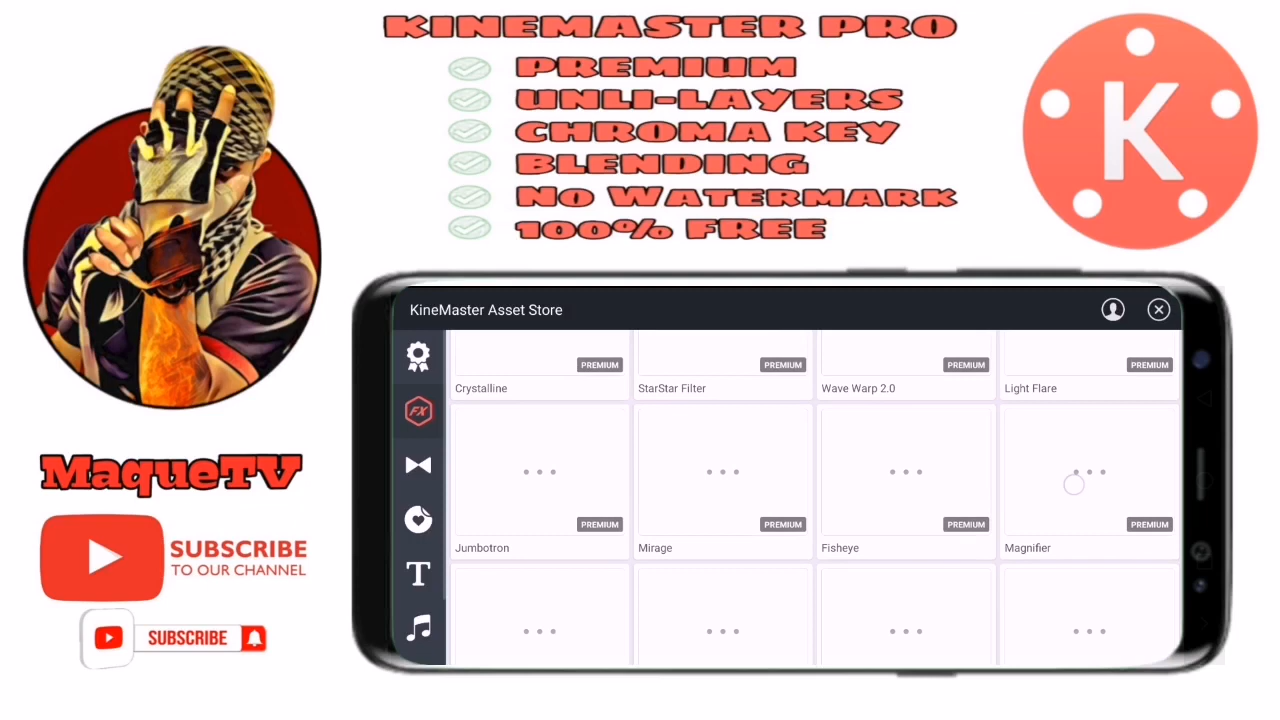 KINEMASTER PRO
PREMIUM
UNLI-LAYERS
CHROMA KEY
BLENDING
No Watermark
100% FREE
K
MaqueTV
SUBSCRIBE
TO OUR CHANNEL
SUBSCRIBE
KineMaster Asset Store
FX
T
PREMIUM PREMIUM PREMIUM PREMIUM
Crystalline StarStar Filter Wave Warp 2.0 Light Flare
PREMIUM PREMIUM PREMIUM PREMIUM
Jumbotron Mirage Fisheye Magnifier